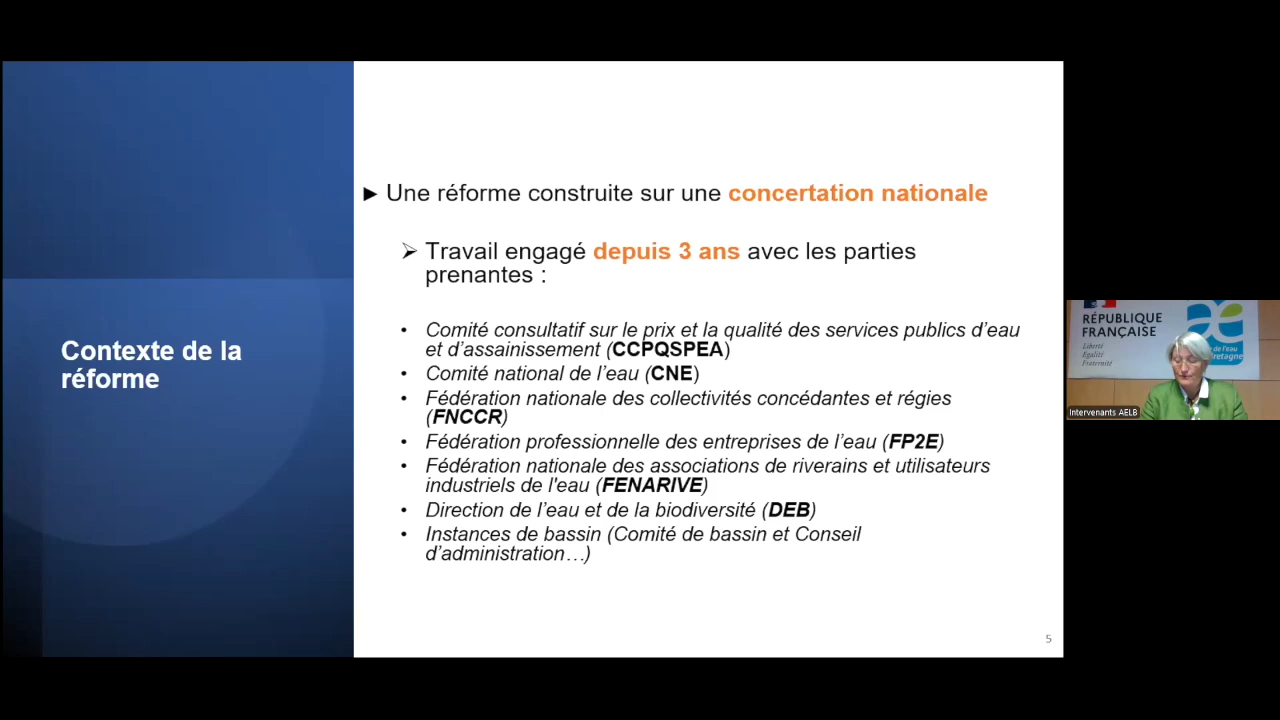 Contexte de la
réforme
► Une réforme construite sur une concertation nationale
➢ Travail engagé depuis 3 ans avec les parties
prenantes :
• Comité consultatif sur le prix et la qualité des services publics d’eau
et d’assainissement (CCPQSPEA)
• Comité national de l’eau (CNE)
• Fédération nationale des collectivités concédantes et régies
(FNCCR)
• Fédération professionnelle des entreprises de l’eau (FP2E)
• Fédération nationale des associations de riverains et utilisateurs
industriels de l'eau (FENARIVE)
• Direction de l’eau et de la biodiversité (DEB)
• Instances de bassin (Comité de bassin et Conseil
d’administration…)
5
RÉPUBLIQUE
FRANÇAISE
Liberté
Égalité
Fraternité
de l'eau
bretagne
Intervenants AELB